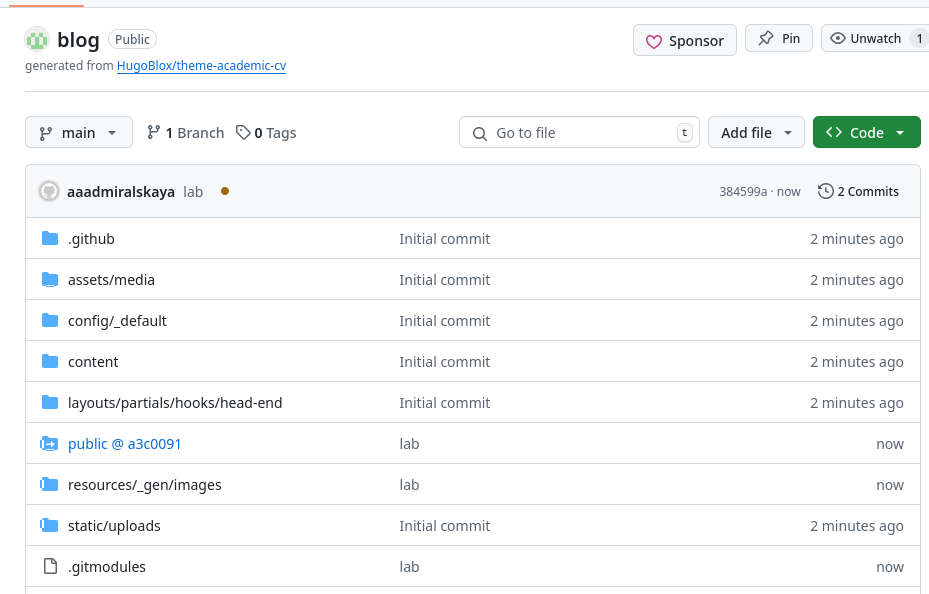 blog Public Sponsor Pin Unwatch 1
generated from HugoBlox/theme-academic-cv
main 1 Branch 0 Tags Go to file t Add file Code
aaadmiralskaya lab 384599a · now 2 Commits
.github Initial commit 2 minutes ago
assets/media Initial commit 2 minutes ago
config/_default Initial commit 2 minutes ago
content Initial commit 2 minutes ago
layouts/partials/hooks/head-end Initial commit 2 minutes ago
public @ a3c0091 lab now
resources/_gen/images lab now
static/uploads Initial commit 2 minutes ago
.gitmodules lab now